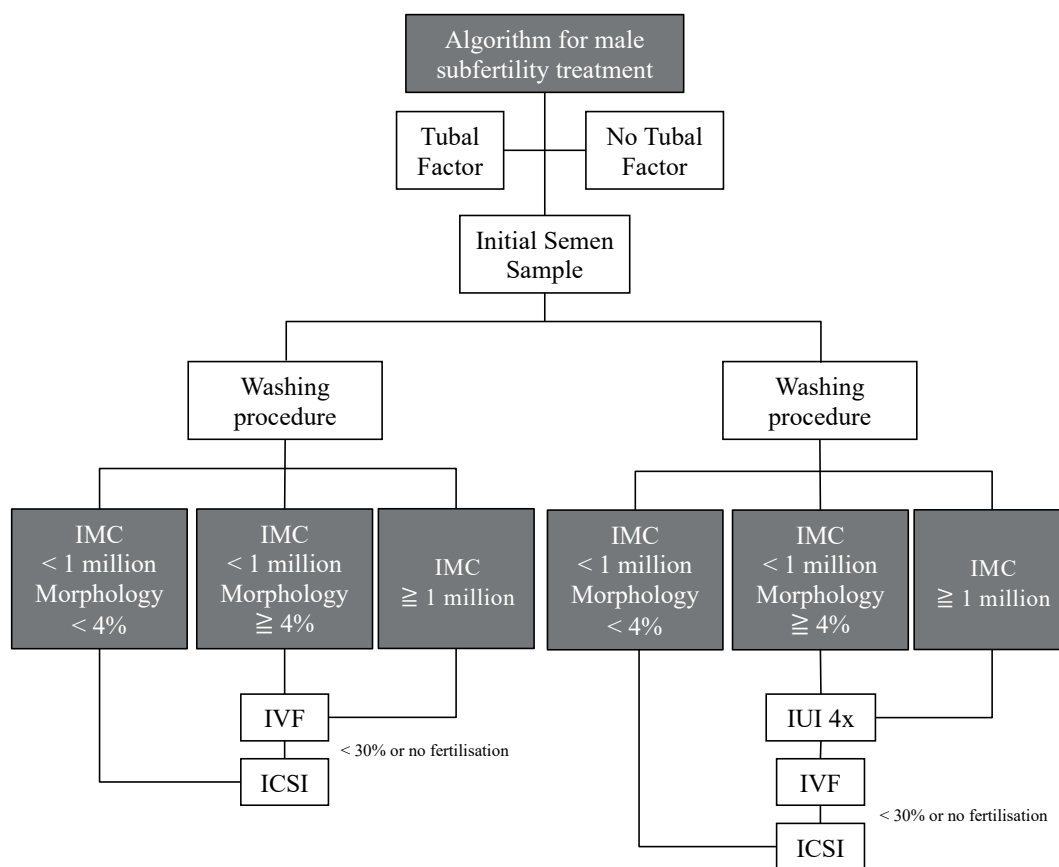 Algorithm for male
subfertility treatment
Tubal
Factor
No Tubal
Factor
Initial Semen
Sample
Washing
procedure
Washing
procedure
IMC
< 1 million
Morphology
< 4%
IMC
< 1 million
Morphology
≧ 4%
IMC
≧ 1 million
IMC
< 1 million
Morphology
< 4%
IMC
< 1 million
Morphology
≧ 4%
IMC
≧ 1 million
IVF
< 30% or no fertilisation
ICSI
IUI 4x
IVF
< 30% or no fertilisation
ICSI